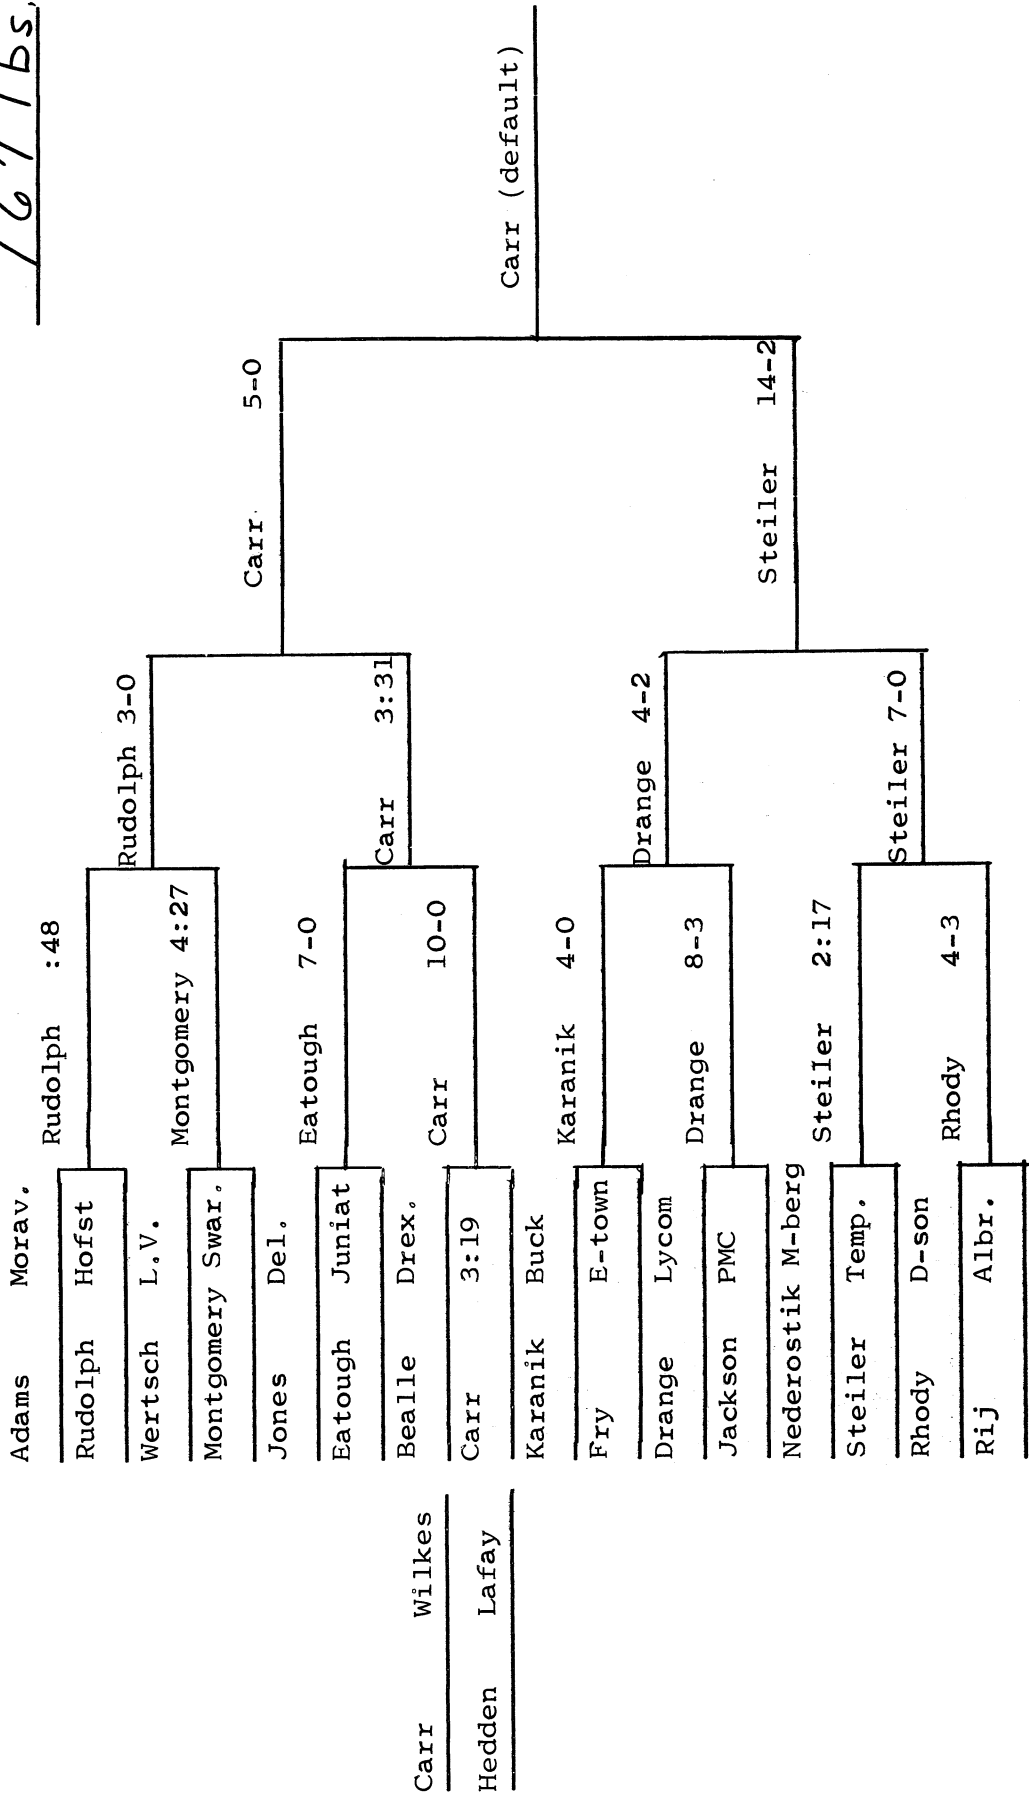 167 lbs.
Carr Wilkes
Hedden Lafay
Adams Morav.
Rudolph Hofst
Wertsch L.V.
Montgomery Swar.
Jones Del.
Eatough Juniat
Bealle Drex.
Carr 3:19
Karanik Buck
Fry E-town
Drange Lycom
Jackson PMC
Nederostik M-berg
Steiler Temp.
Rhody D-son
Rij Albr.
Rudolph :48
Montgomery 4:27
Eatough 7-0
Carr 10-0
Karanik 4-0
Drange 8-3
Steiler 2:17
Rhody 4-3
Rudolph 3-0
Carr 3:31
Drange 4-2
Steiler 7-0
Carr 5-0
Steiler 14-2
Carr (default)